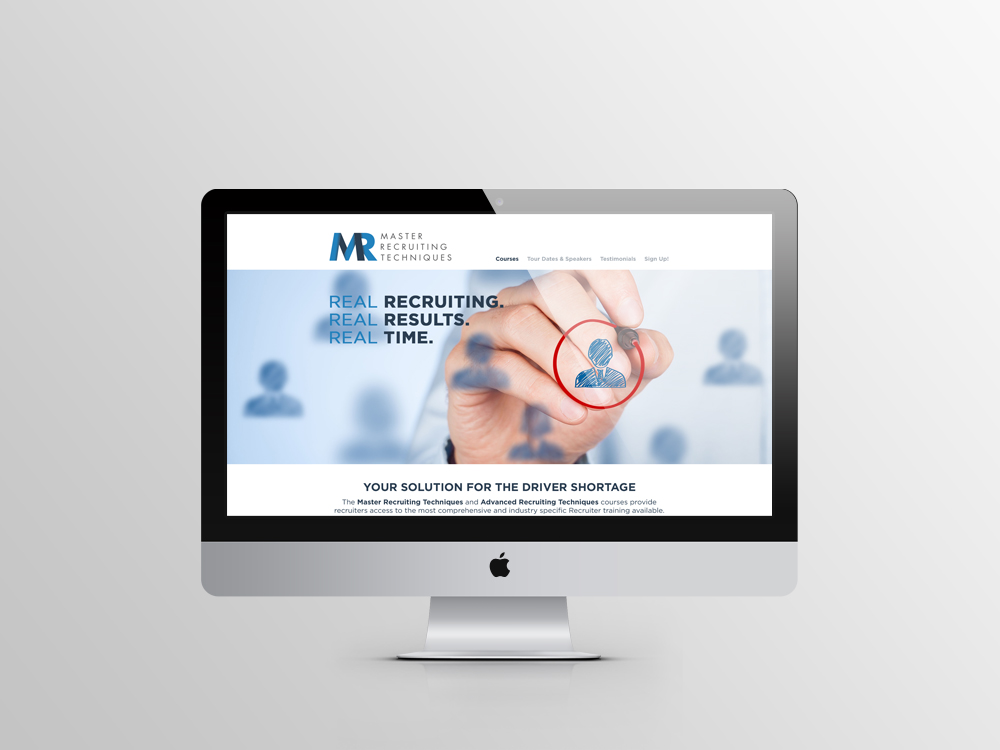 MR
MASTER
RECRUITING
TECHNIQUES
Courses Tour Dates & Speakers Testimonials Sign Up!
REAL RECRUITING.
REAL RESULTS.
REAL TIME.
YOUR SOLUTION FOR THE DRIVER SHORTAGE
The Master Recruiting Techniques and Advanced Recruiting Techniques courses provide
recruiters access to the most comprehensive and industry specific Recruiter training available.